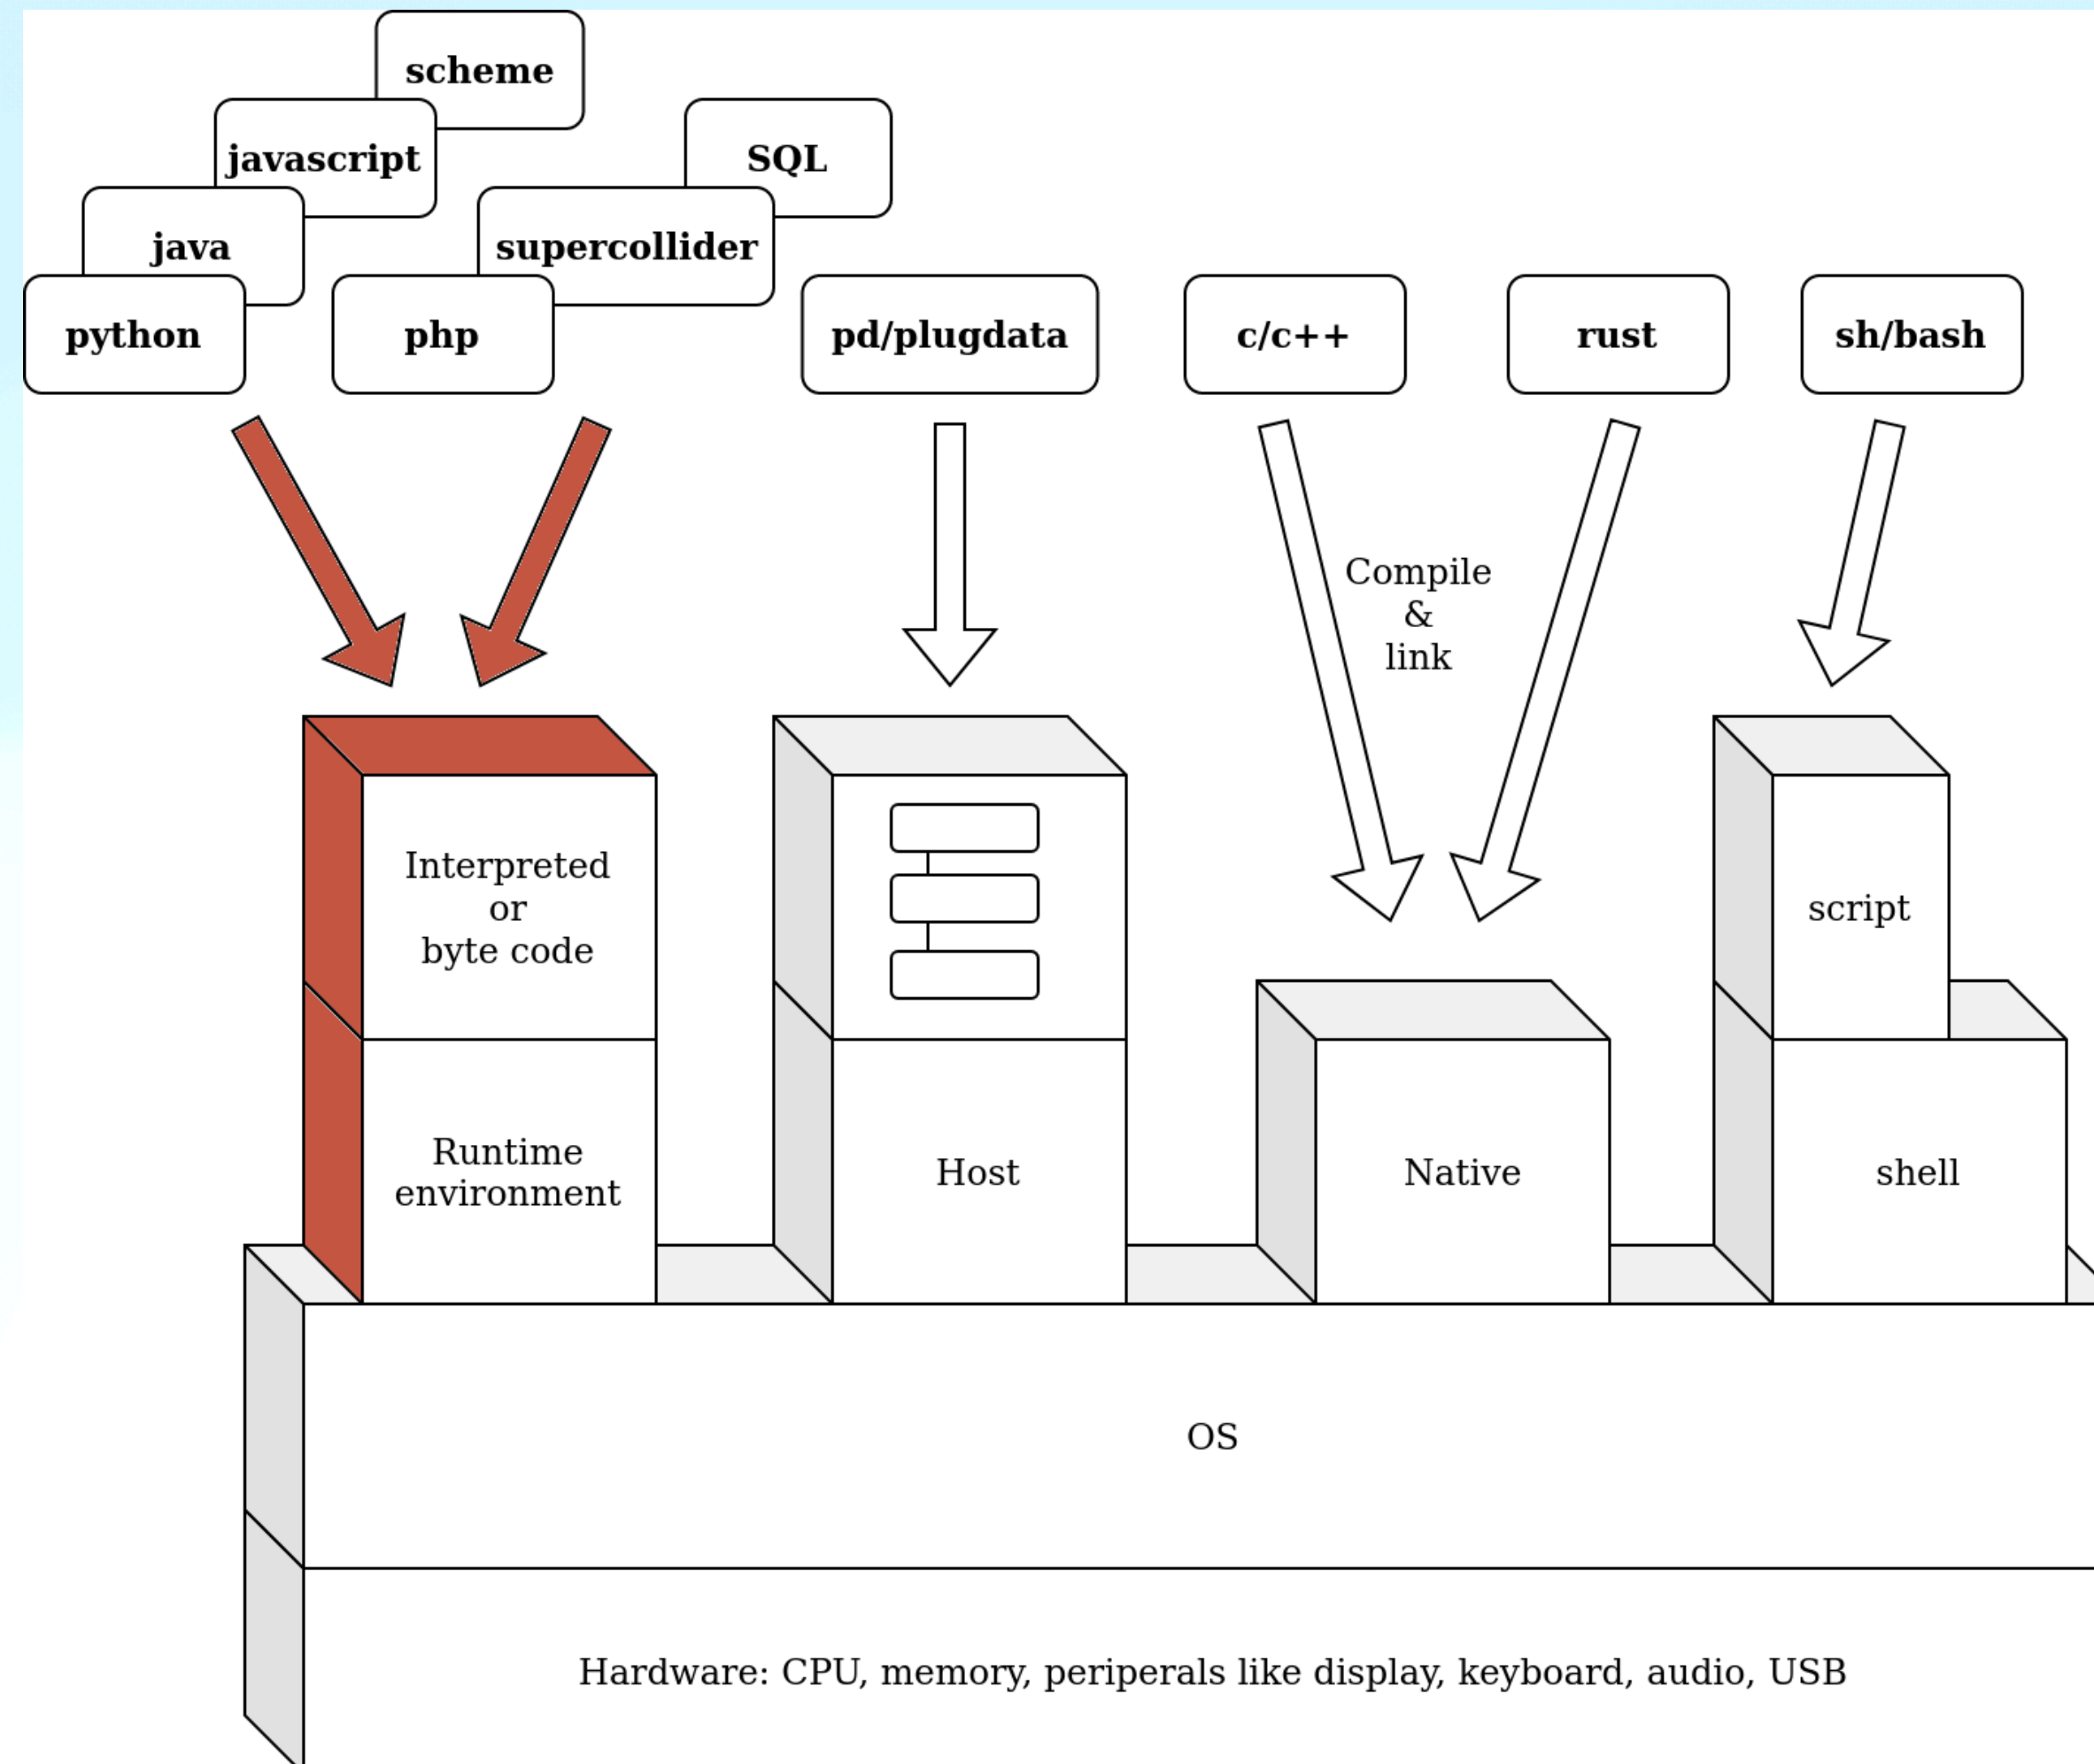 scheme
javascript
SQL
java
supercollider
python
php
pd/plugdata
c/c++
rust
sh/bash
Compile
&
link
Interpreted
or
byte code
script
Runtime
environment
Host
Native
shell
OS
Hardware: CPU, memory, periperals like display, keyboard, audio, USB